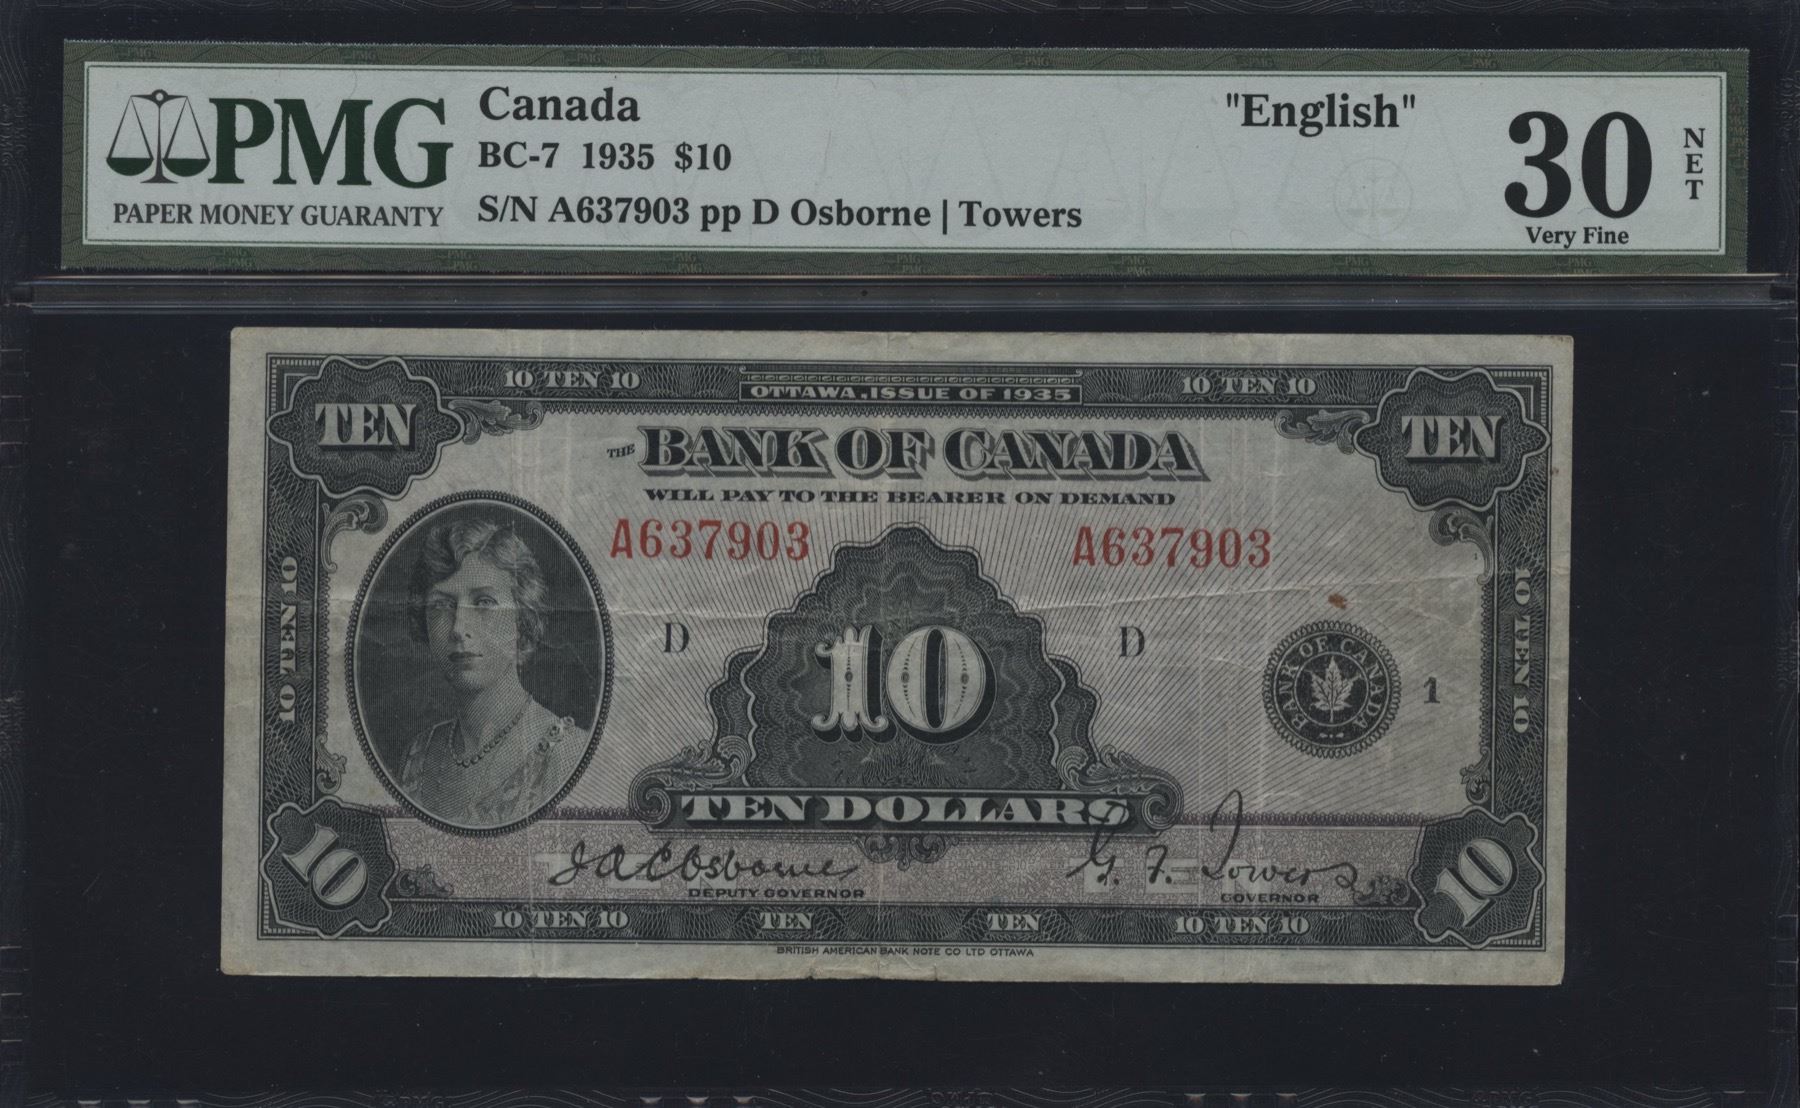 PMG
PAPER MONEY GUARANTY
Canada
BC-7 1935 $10
S/N A637903 pp D Osborne | Towers
"English"
30
NET
Very Fine
10 TEN 10
OTTAWA, ISSUE OF 1935
10 TEN 10
TEN
TEN
THE BANK OF CANADA
WILL PAY TO THE BEARER ON DEMAND
A637903
A637903
10 TEN 10
10 TEN 10
D
D
10
BANK OF CANADA
1
TEN DOLLARS
10
10
J A C Osborne
G. F. Towers
DEPUTY GOVERNOR
GOVERNOR
10 TEN 10
TEN
TEN
10 TEN 10
BRITISH AMERICAN BANK NOTE CO LTD OTTAWA